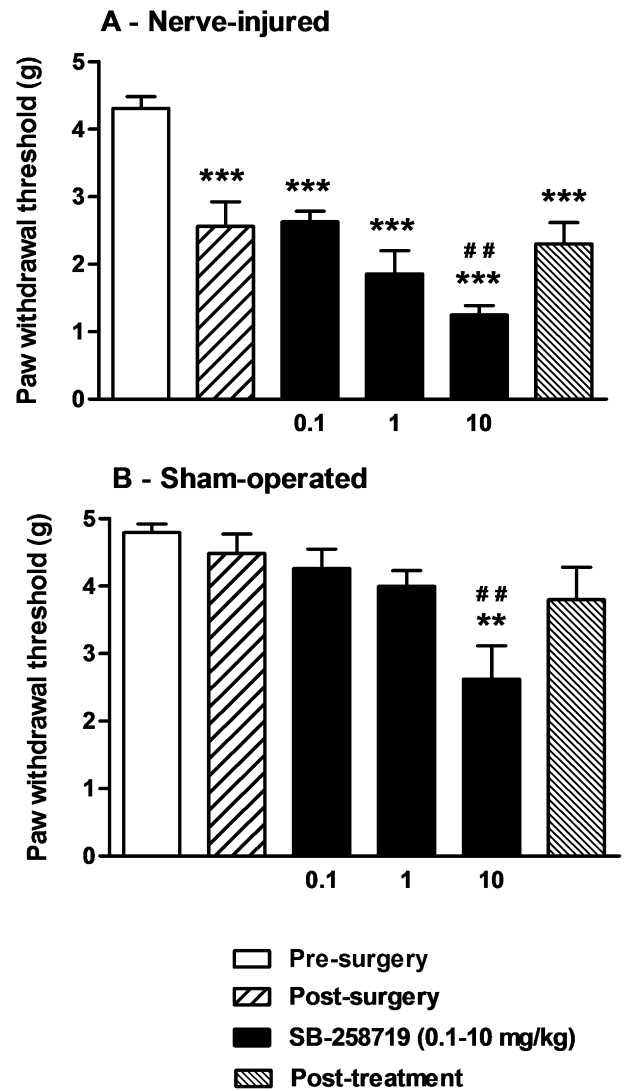 A - Nerve-injured
Paw withdrawal threshold (g)
5
4
3
2
1
0
***
***
***
##
***
***
0.1 1 10
B - Sham-operated
Paw withdrawal threshold (g)
5
4
3
2
1
0
##
**
0.1 1 10
Pre-surgery
Post-surgery
SB-258719 (0.1-10 mg/kg)
Post-treatment